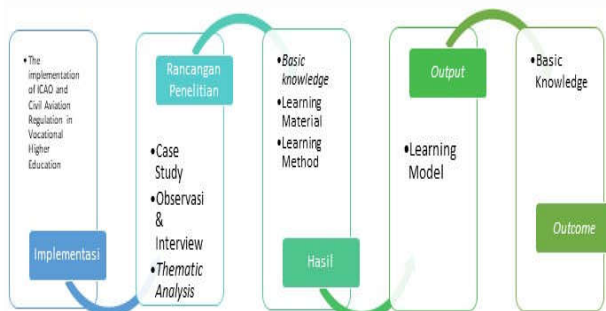 •The
implementation
of ICAO and
Civil Aviation
Regulation in
Vocational
Higher
Education
Implementasi
Rancangan
Penelitian
•Case
Study
•Observasi
&
Interview
•Thematic
Analysis
•Basic
knowledge
•Learning
Material
•Learning
Method
Hasil
Output
•Learning
Model
•Basic
Knowledge
Outcome